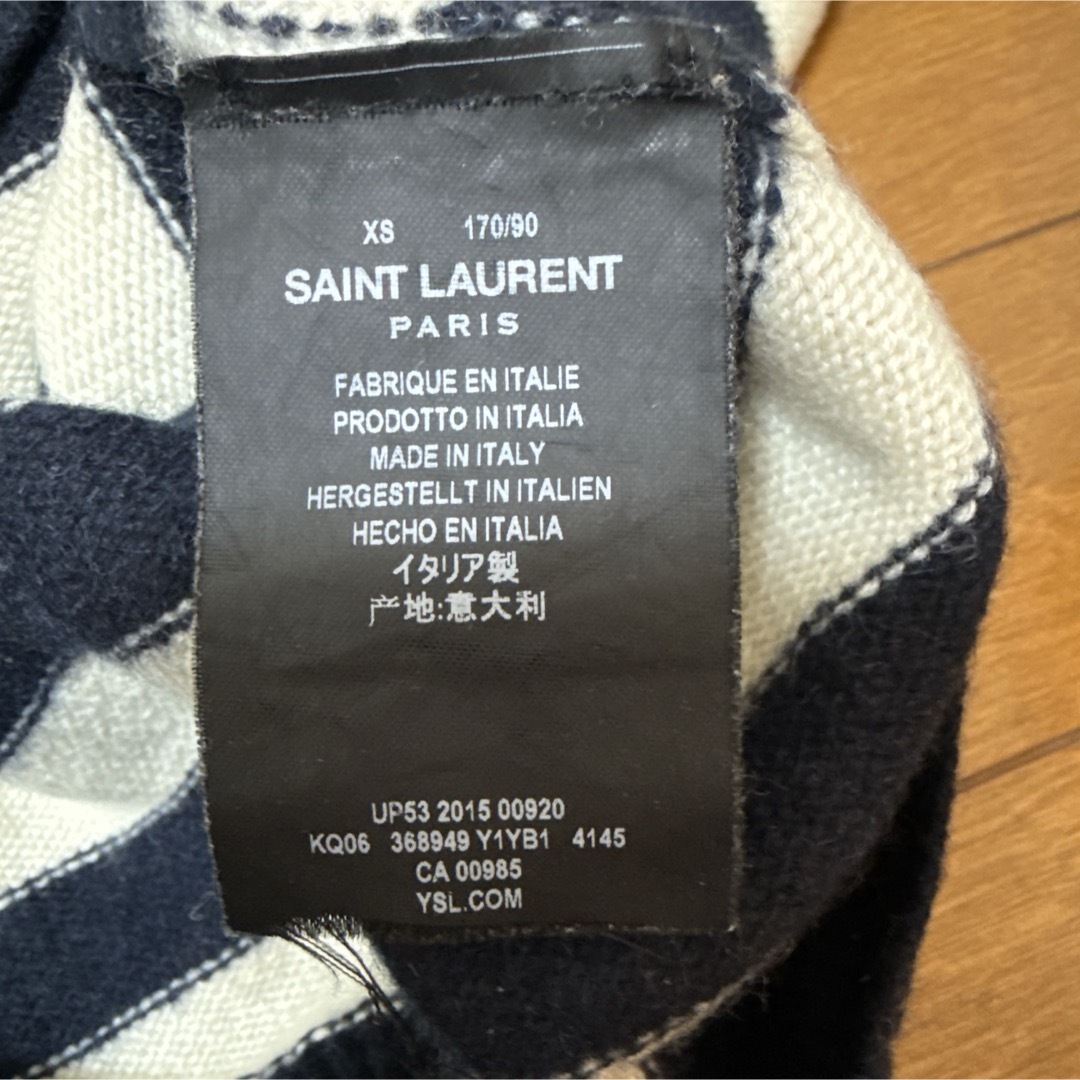 XS 170/90
SAINT LAURENT
PARIS
FABRIQUE EN ITALIE
PRODOTTO IN ITALIA
MADE IN ITALY
HERGESTELLT IN ITALIEN
HECHO EN ITALIA
イタリア製
产地:意大利
UP53 2015 00920
KQ06 368949 Y1YB1 4145
CA 00985
YSL.COM